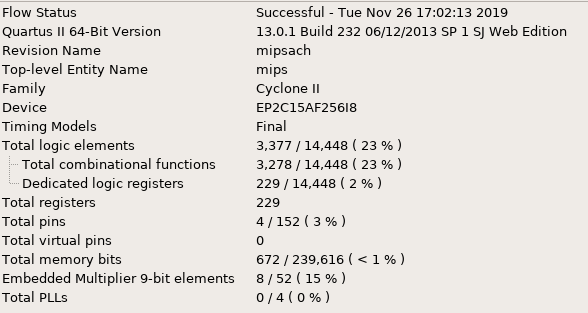 Flow Status Successful - Tue Nov 26 17:02:13 2019
Quartus II 64-Bit Version 13.0.1 Build 232 06/12/2013 SP 1 SJ Web Edition
Revision Name mipsach
Top-level Entity Name mips
Family Cyclone II
Device EP2C15AF256I8
Timing Models Final
Total logic elements 3,377 / 14,448 ( 23 % )
Total combinational functions 3,278 / 14,448 ( 23 % )
Dedicated logic registers 229 / 14,448 ( 2 % )
Total registers 229
Total pins 4 / 152 ( 3 % )
Total virtual pins 0
Total memory bits 672 / 239,616 ( < 1 % )
Embedded Multiplier 9-bit elements 8 / 52 ( 15 % )
Total PLLs 0 / 4 ( 0 % )